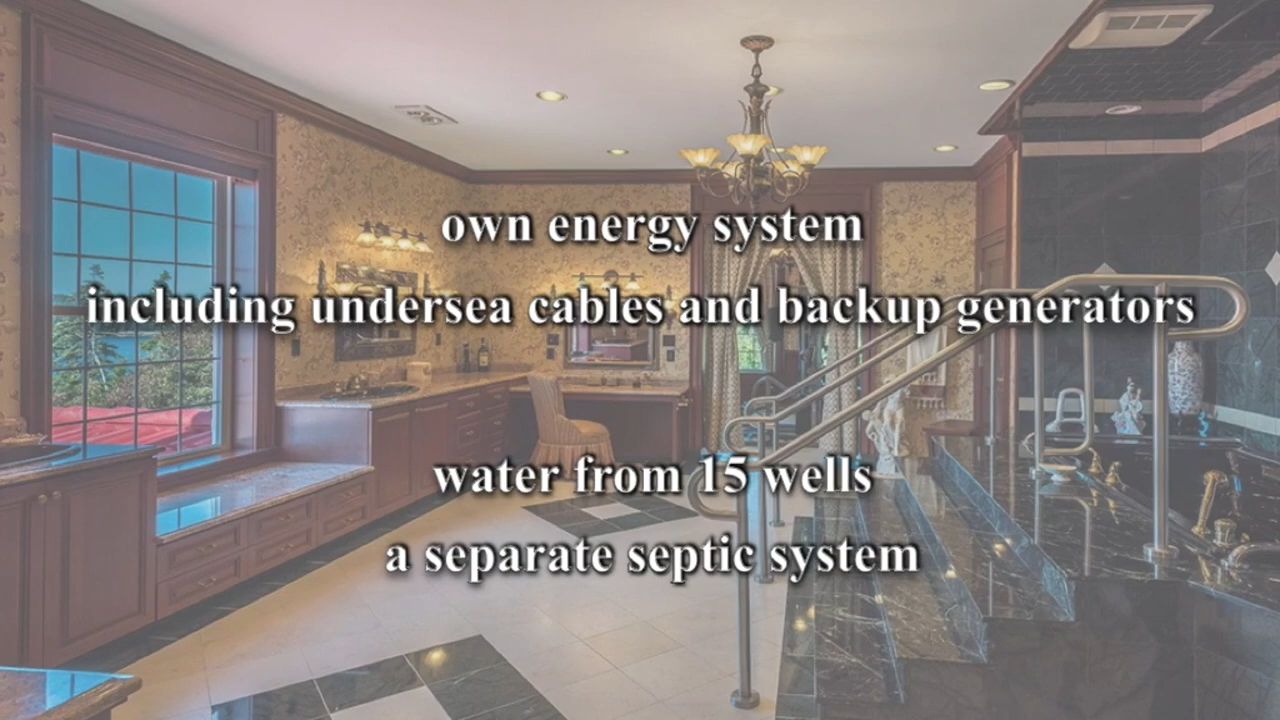 own energy system
including undersea cables and backup generators
water from 15 wells
a separate septic system